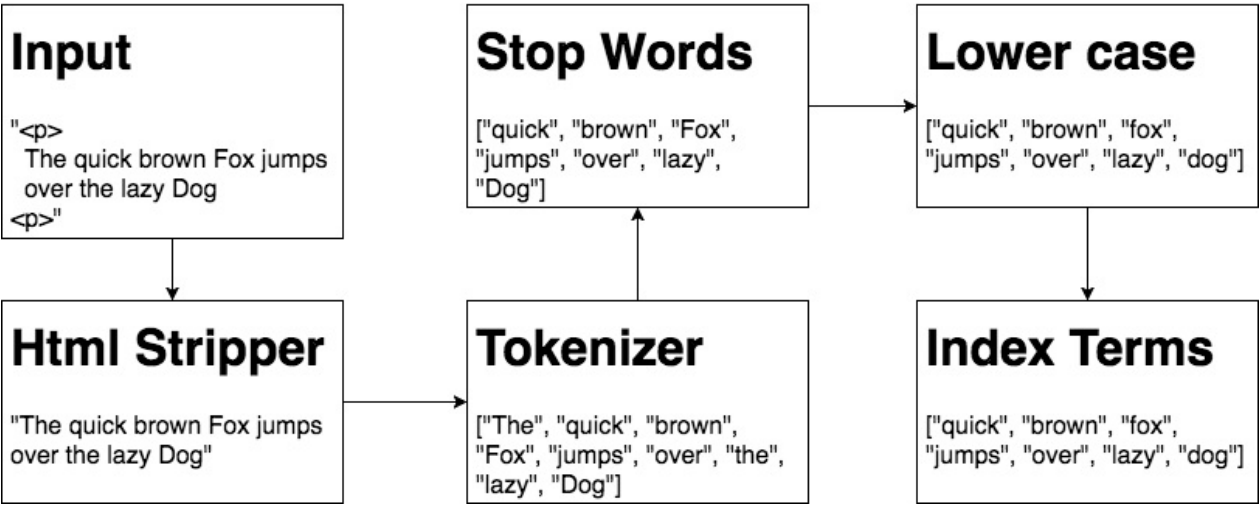 Input
"<p>
The quick brown Fox jumps
over the lazy Dog
<p>"
Html Stripper
"The quick brown Fox jumps
over the lazy Dog"
Tokenizer
["The", "quick", "brown",
"Fox", "jumps", "over", "the",
"lazy", "Dog"]
Stop Words
["quick", "brown", "Fox",
"jumps", "over", "lazy",
"Dog"]
Lower case
["quick", "brown", "fox",
"jumps", "over", "lazy", "dog"]
Index Terms
["quick", "brown", "fox",
"jumps", "over", "lazy", "dog"]